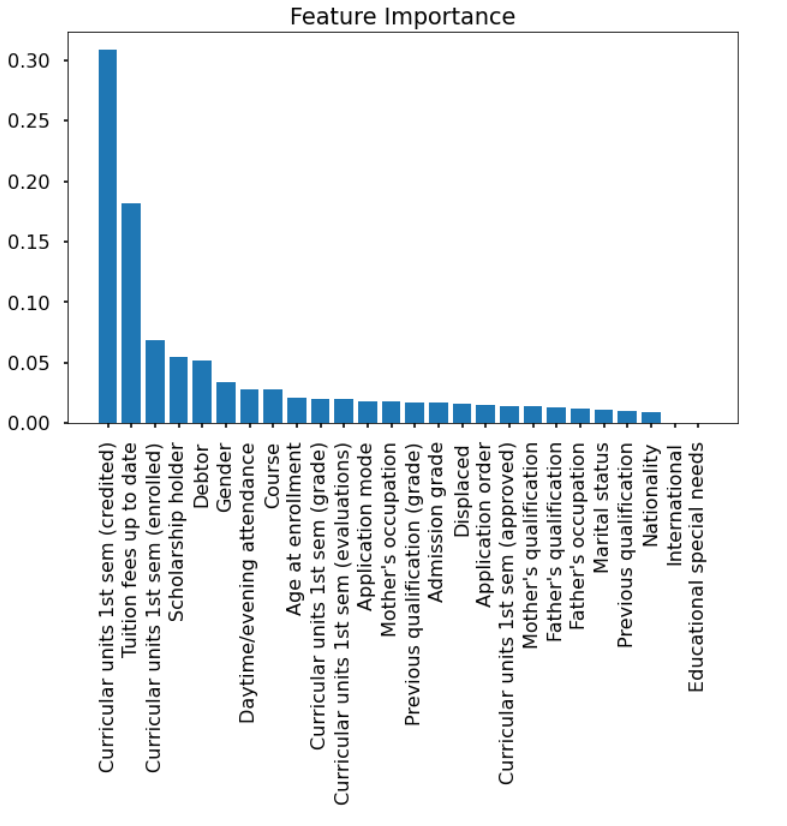 Feature Importance
0.30
0.25
0.20
0.15
0.10
0.05
0.00
Curricular units 1st sem (credited)
Tuition fees up to date
Curricular units 1st sem (enrolled)
Scholarship holder
Debtor
Gender
Daytime/evening attendance
Course
Age at enrollment
Curricular units 1st sem (grade)
Curricular units 1st sem (evaluations)
Application mode
Mother's occupation
Previous qualification (grade)
Admission grade
Displaced
Application order
Curricular units 1st sem (approved)
Mother's qualification
Father's qualification
Father's occupation
Marital status
Previous qualification
Nationality
International
Educational special needs